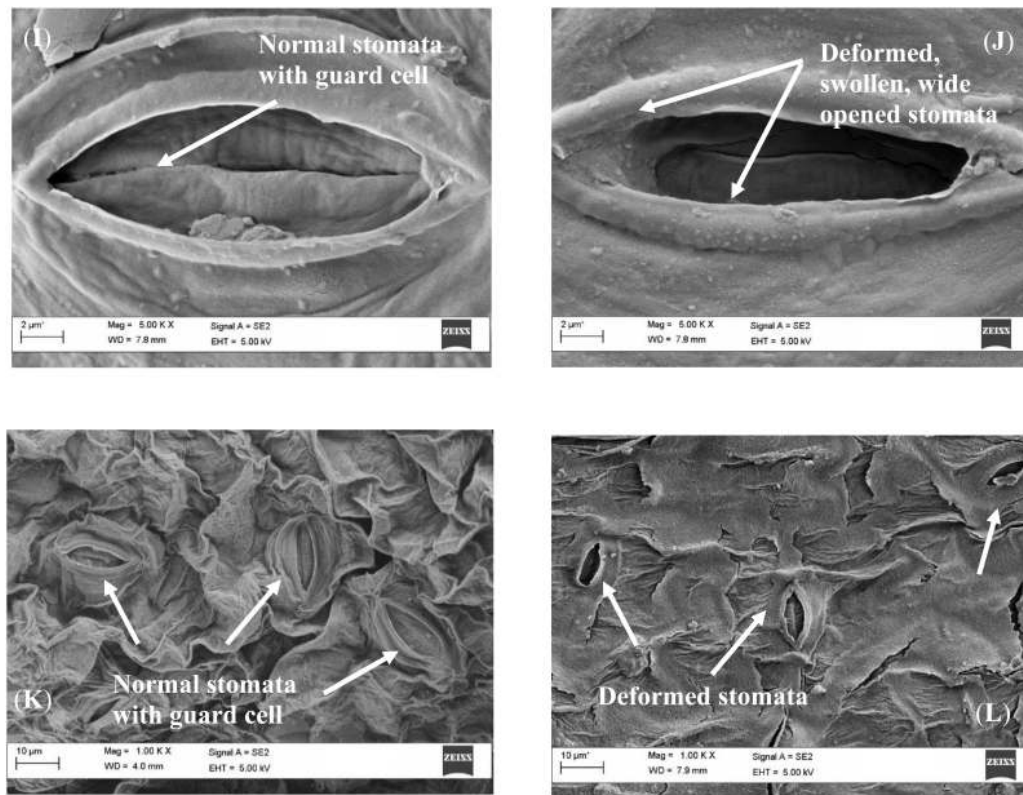 (I)
Normal stomata
with guard cell
2 µm*
Mag = 5.00 K X
Signal A = SE2
WD = 7.8 mm
EHT = 5.00 kV
ZEISS
(J)
Deformed,
swollen, wide
opened stomata
2 µm*
Mag = 5.00 K X
Signal A = SE2
WD = 7.9 mm
EHT = 5.00 kV
ZEISS
(K)
Normal stomata
with guard cell
10 µm
Mag = 1.00 K X
Signal A = SE2
WD = 4.0 mm
EHT = 5.00 kV
ZEISS
(L)
Deformed stomata
10 µm*
Mag = 1.00 K X
Signal A = SE2
WD = 7.9 mm
EHT = 5.00 kV
ZEISS